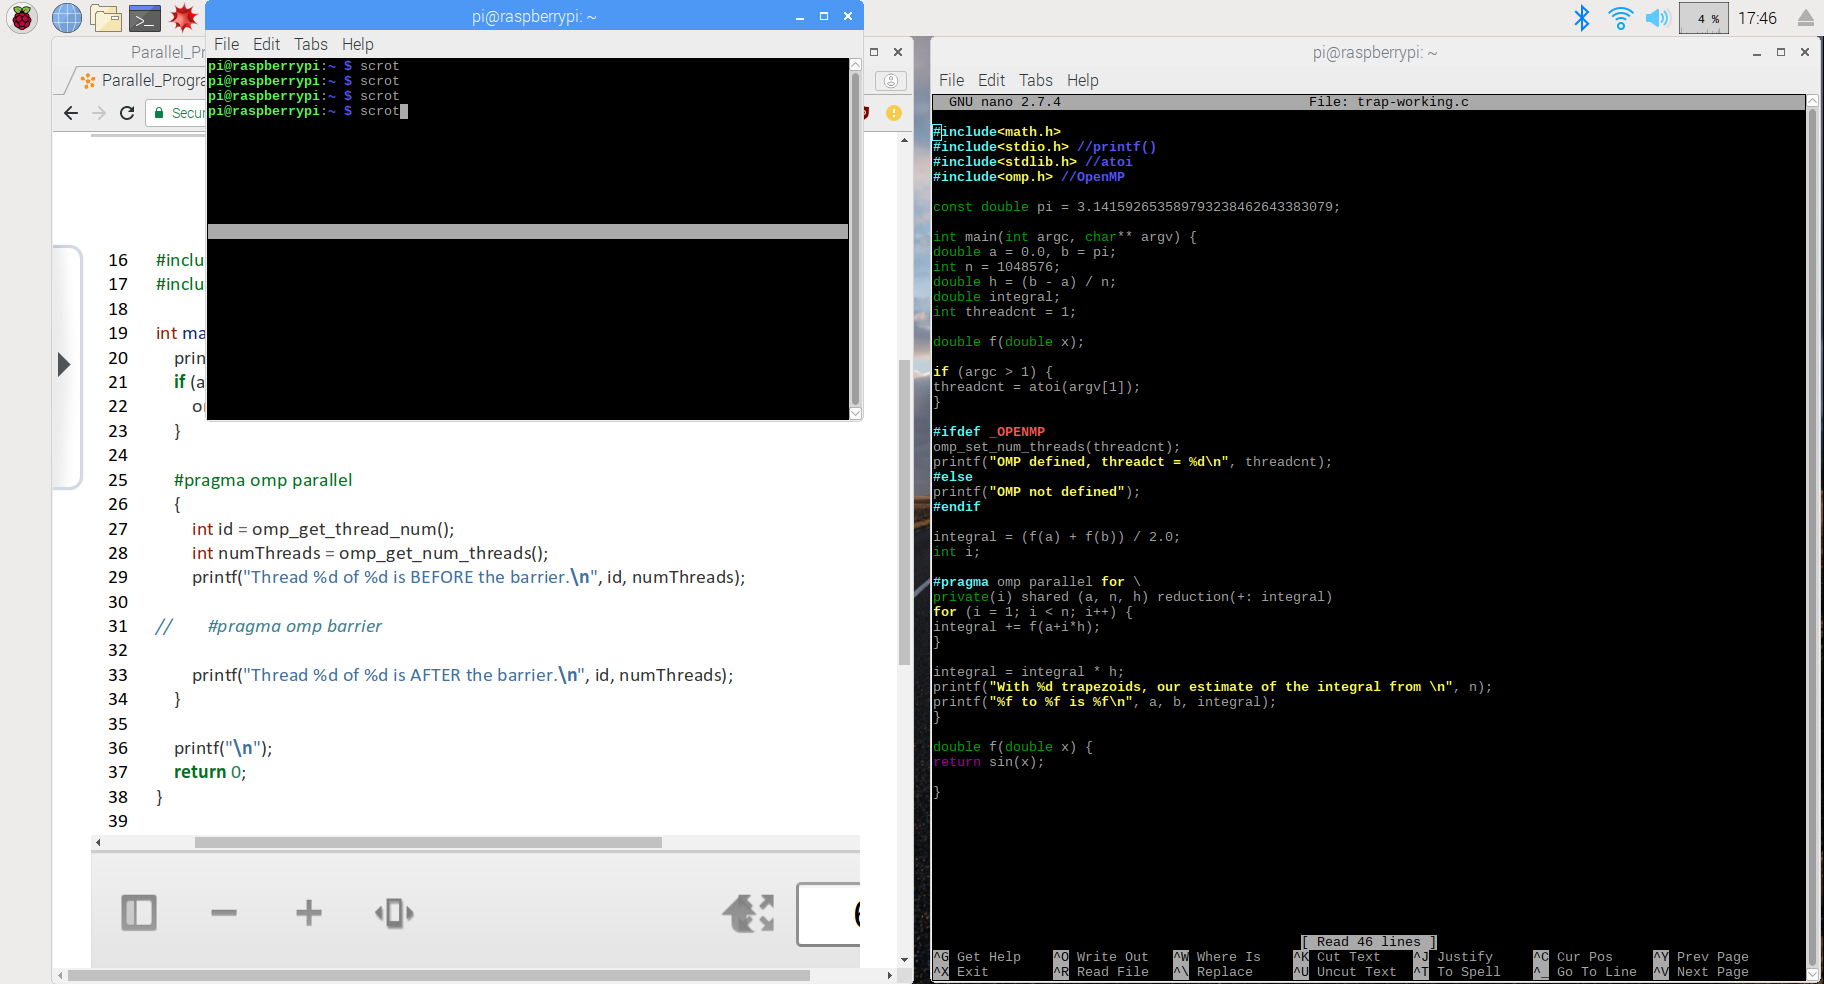 4 %
17:46
pi@raspberrypi: ~
File Edit Tabs Help
pi@raspberrypi:~ $ scrot
pi@raspberrypi:~ $ scrot
pi@raspberrypi:~ $ scrot
pi@raspberrypi:~ $ scrot
Parallel_Pr
Parallel_Progra
Secur
16 #inclu
17 #inclu
18
19 int ma
20 prin
21 if (a
22
23 }
24
25 #pragma omp parallel
26 {
27 int id = omp_get_thread_num();
28 int numThreads = omp_get_num_threads();
29 printf("Thread %d of %d is BEFORE the barrier.\n", id, numThreads);
30
31 // #pragma omp barrier
32
33 printf("Thread %d of %d is AFTER the barrier.\n", id, numThreads);
34 }
35
36 printf("\n");
37 return 0;
38 }
39
pi@raspberrypi: ~
File Edit Tabs Help
GNU nano 2.7.4 File: trap-working.c
#include<math.h>
#include<stdio.h> //printf()
#include<stdlib.h> //atoi
#include<omp.h> //OpenMP
const double pi = 3.141592653589793238462643383079;
int main(int argc, char** argv) {
double a = 0.0, b = pi;
int n = 1048576;
double h = (b - a) / n;
double integral;
int threadcnt = 1;
double f(double x);
if (argc > 1) {
threadcnt = atoi(argv[1]);
}
#ifdef _OPENMP
omp_set_num_threads(threadcnt);
printf("OMP defined, threadct = %d\n", threadcnt);
#else
printf("OMP not defined");
#endif
integral = (f(a) + f(b)) / 2.0;
int i;
#pragma omp parallel for \
private(i) shared (a, n, h) reduction(+: integral)
for (i = 1; i < n; i++) {
integral += f(a+i*h);
}
integral = integral * h;
printf("With %d trapezoids, our estimate of the integral from \n", n);
printf("%f to %f is %f\n", a, b, integral);
}
double f(double x) {
return sin(x);
}
[ Read 46 lines ]
^G Get Help ^O Write Out ^W Where Is ^K Cut Text ^J Justify ^C Cur Pos ^Y Prev Page
^X Exit ^R Read File ^\ Replace ^U Uncut Text ^T To Spell ^_ Go To Line ^V Next Page